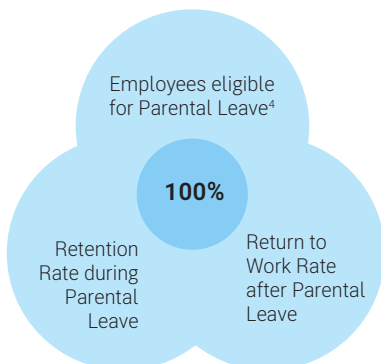 Employees eligible
for Parental Leave⁴
100%
Retention
Rate during
Parental
Leave
Return to
Work Rate
after Parental
Leave